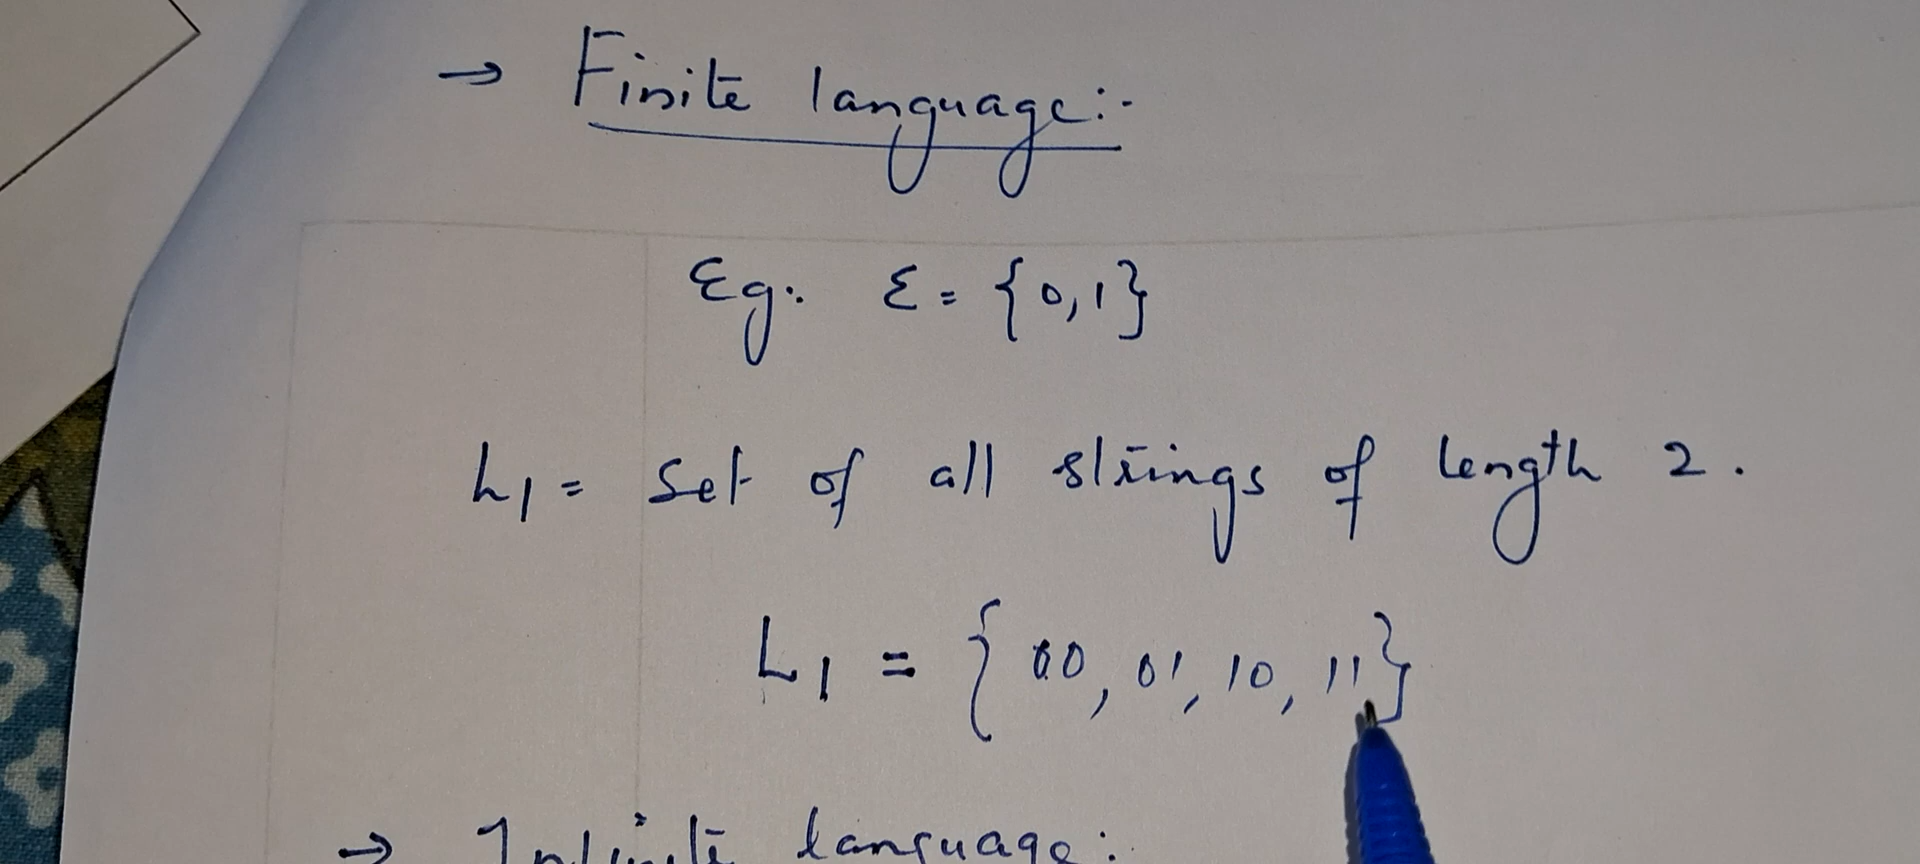 → Finite language:-
Eg: Ɛ = {0,1}
L1 = Set of all strings of length 2.
L1 = { 00, 01, 10, 11}
→ Infinite language: